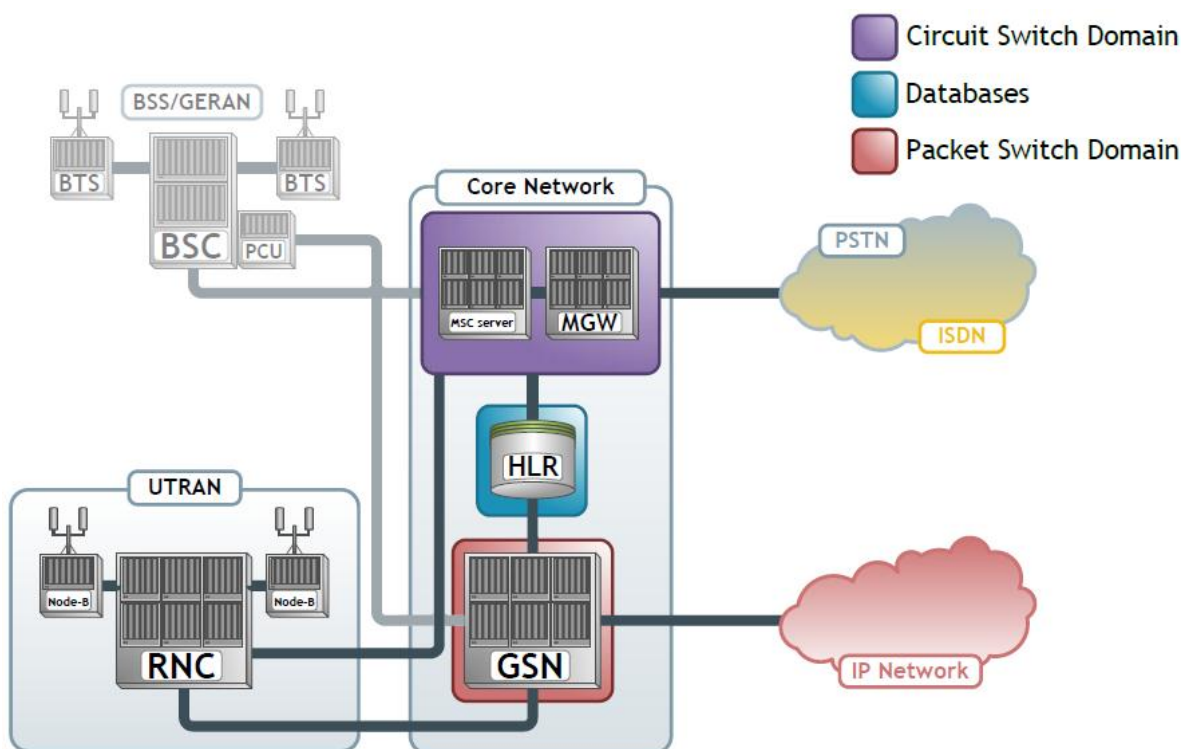 Circuit Switch Domain
Databases
Packet Switch Domain
BSS/GERAN
BTS
BTS
BSC
PCU
Core Network
MSC server
MGW
PSTN
ISDN
HLR
UTRAN
Node-B
Node-B
RNC
GSN
IP Network